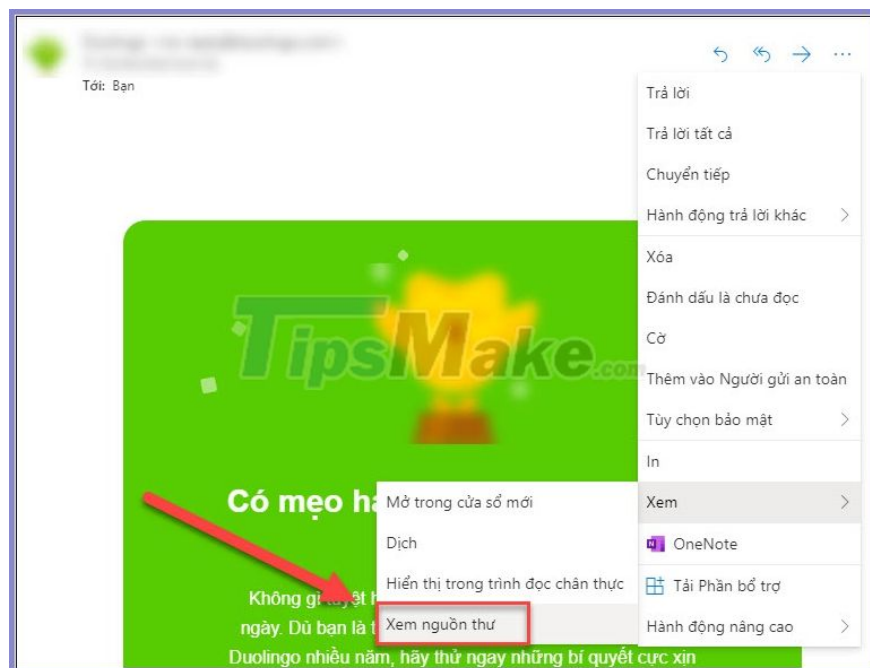 Tới: Bạn
Trả lời
Trả lời tất cả
Chuyển tiếp
Hành động trả lời khác
Xóa
Đánh dấu là chưa đọc
Cờ
Thêm vào Người gửi an toàn
Tùy chọn bảo mật
In
Xem
OneNote
Tải Phần bổ trợ
Hành động nâng cao
TipsMake.com
Mở trong cửa sổ mới
Dịch
Hiển thị trong trình đọc chân thực
Xem nguồn thư
Có mẹo
Không gì
ngày. Dù bạn là
Duolingo nhiều năm, hãy thử ngay những bí quyết cực xịn